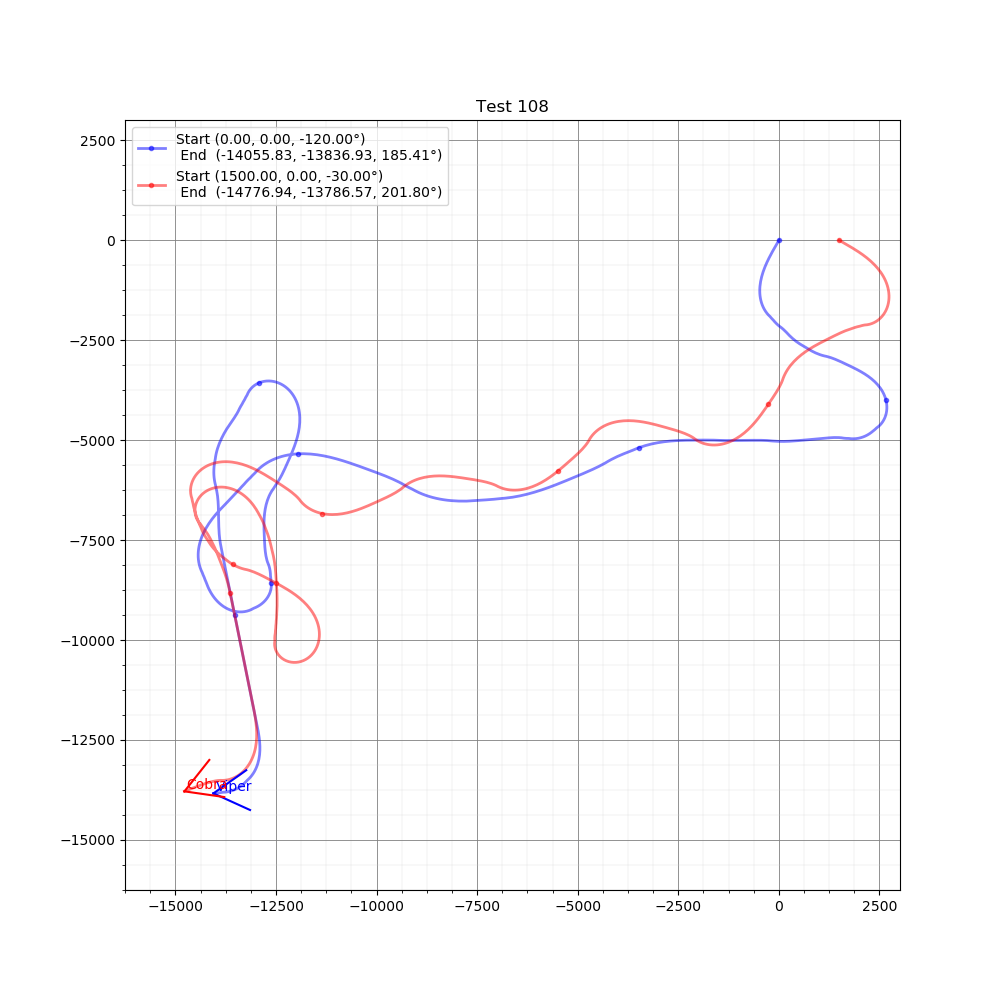 Test 108
Start (0.00, 0.00, -120.00°)
End (-14055.83, -13836.93, 185.41°)
Start (1500.00, 0.00, -30.00°)
End (-14776.94, -13786.57, 201.80°)
2500
0
−2500
−5000
−7500
−10000
−12500
−15000
Cobra
Viper
−15000 −12500 −10000 −7500 −5000 −2500 0 2500